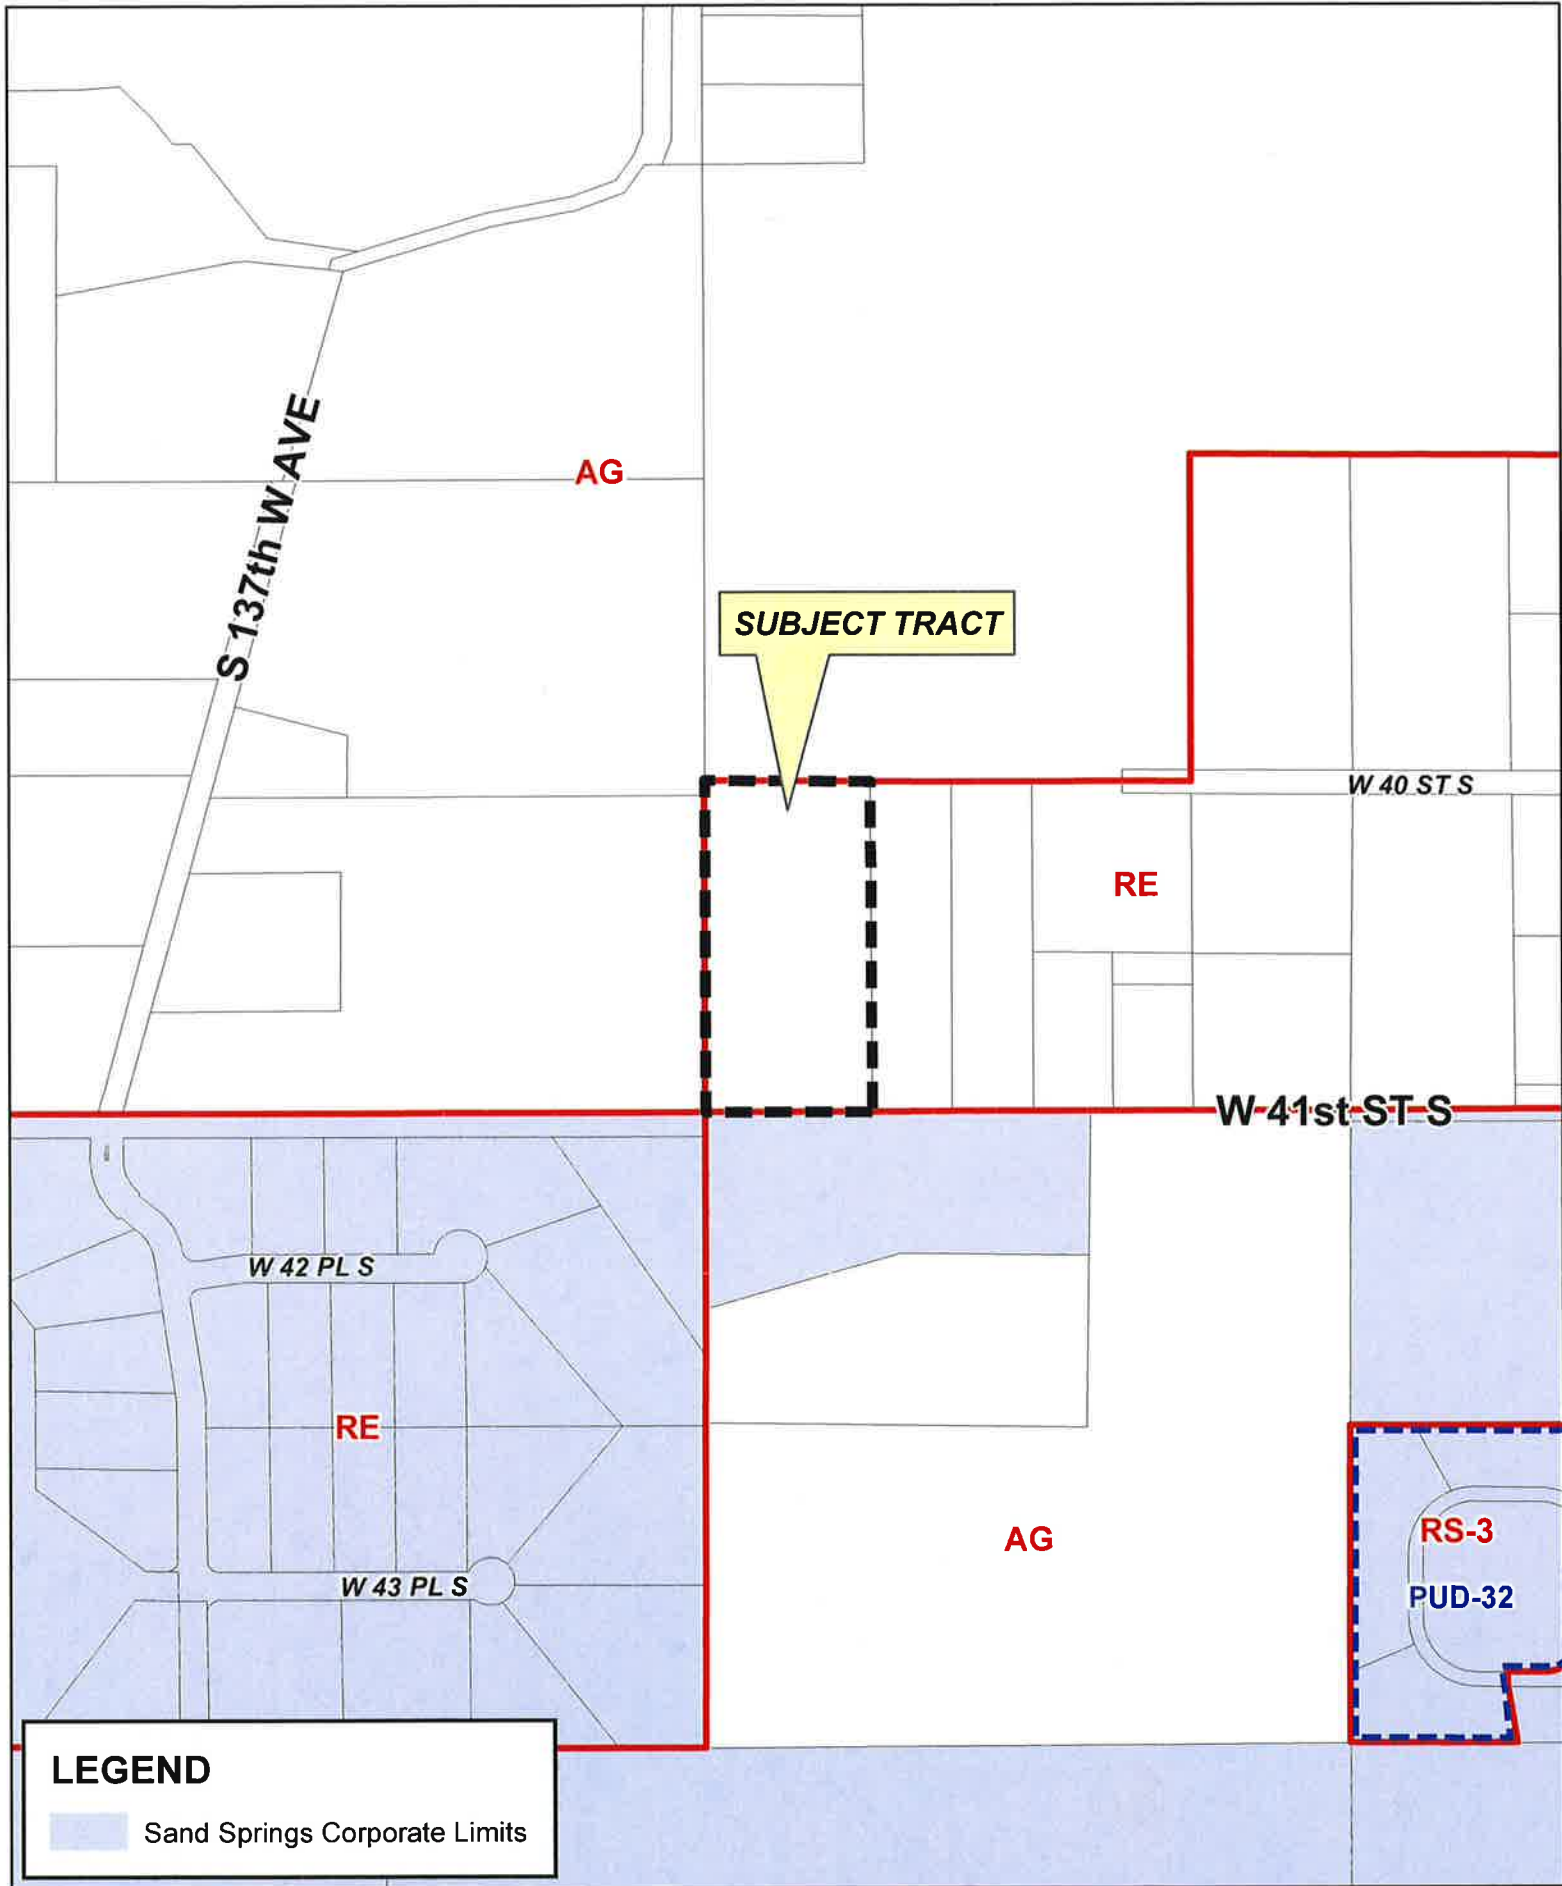 S 137th W AVE
AG
SUBJECT TRACT
W 40 ST S
RE
W 41st ST S
W 42 PL S
RE
AG
RS-3
PUD-32
W 43 PL S
LEGEND
Sand Springs Corporate Limits